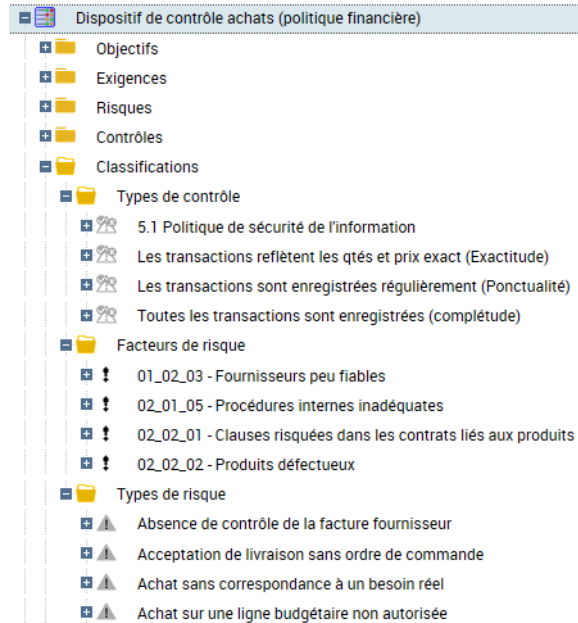 Dispositif de contrôle achats (politique financière)
Objectifs
Exigences
Risques
Contrôles
Classifications
Types de contrôle
5.1 Politique de sécurité de l'information
Les transactions reflètent les qtés et prix exact (Exactitude)
Les transactions sont enregistrées régulièrement (Ponctualité)
Toutes les transactions sont enregistrées (complétude)
Facteurs de risque
01_02_03 - Fournisseurs peu fiables
02_01_05 - Procédures internes inadéquates
02_02_01 - Clauses risquées dans les contrats liés aux produits
02_02_02 - Produits défectueux
Types de risque
Absence de contrôle de la facture fournisseur
Acceptation de livraison sans ordre de commande
Achat sans correspondance à un besoin réel
Achat sur une ligne budgétaire non autorisée